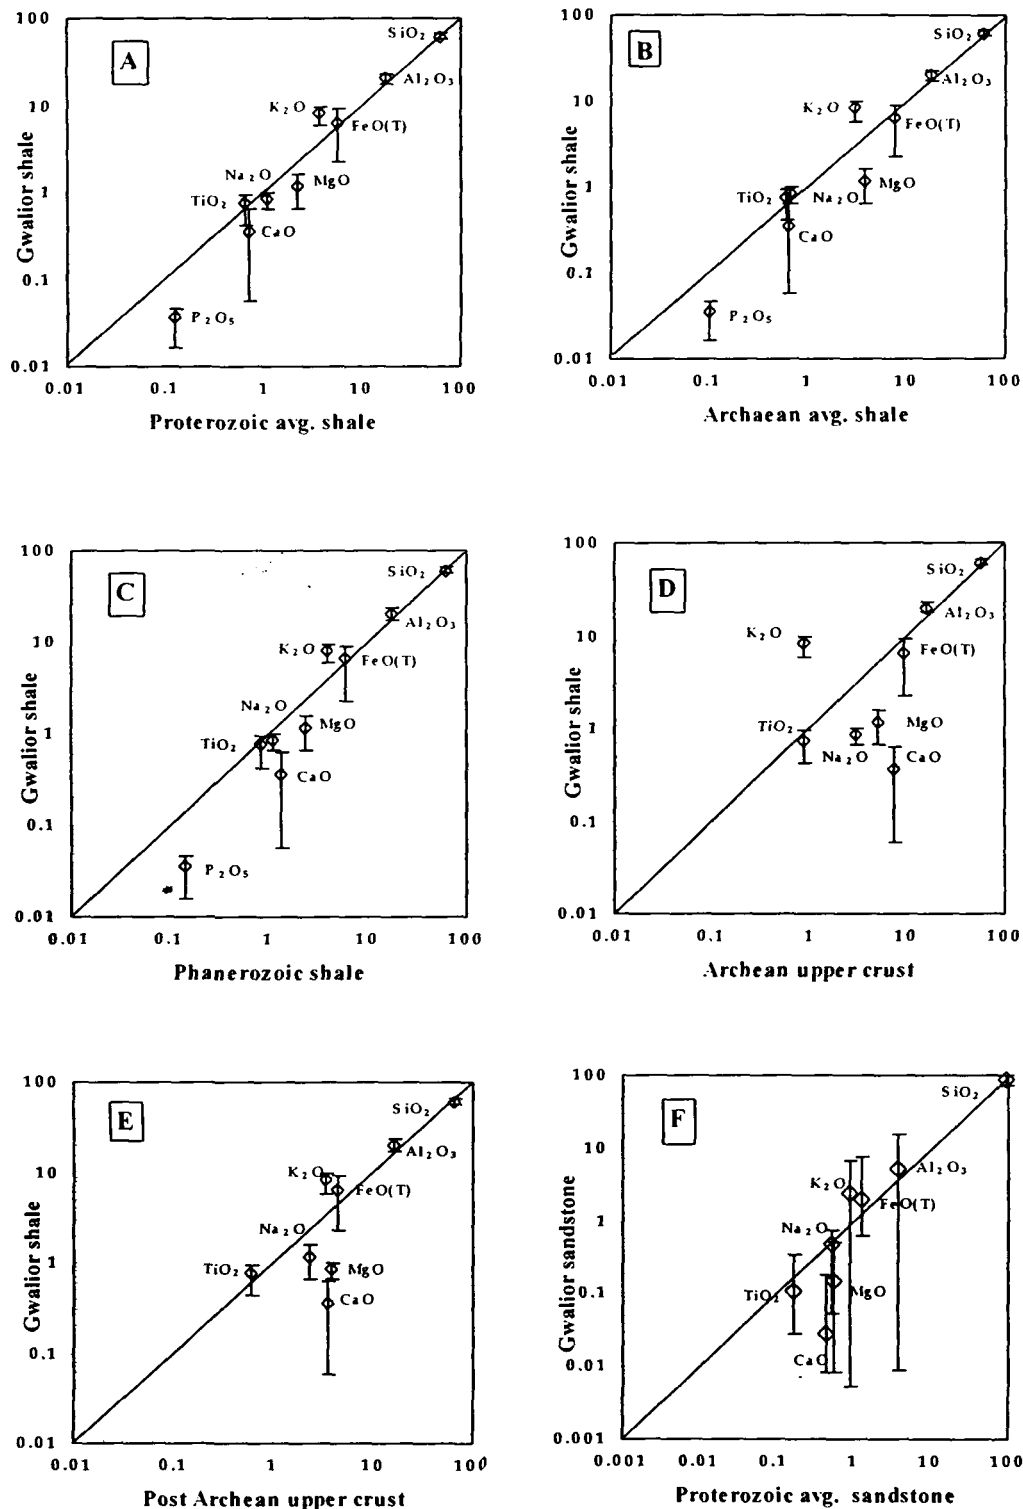 A
100
10
1
0.1
0.01
SiO₂
Al₂O₃
K₂O
FeO(T)
Na₂O
MgO
TiO₂
CaO
P₂O₅
0.01 0.1 1 10 100
Gwalior shale
Proterozoic avg. shale
B
100
10
1
0.1
0.01
SiO₂
Al₂O₃
K₂O
FeO(T)
MgO
TiO₂
Na₂O
CaO
P₂O₅
0.01 0.1 1 10 100
Gwalior shale
Archaean avg. shale
C
100
10
1
0.1
0.01
SiO₂
Al₂O₃
K₂O
FeO(T)
Na₂O
MgO
TiO₂
CaO
P₂O₅
0.01 0.1 1 10 100
Gwalior shale
Phanerozoic shale
D
100
10
1
0.1
0.01
SiO₂
K₂O
FeO(T)
TiO₂
MgO
Na₂O
CaO
0.01 0.1 1 10 100
Gwalior shale
Archean upper crust
E
100
10
1
0.1
0.01
SiO₂
Al₂O₃
K₂O
FeO(T)
Na₂O
TiO₂
MgO
CaO
0.01 0.1 1 10 100
Gwalior shale
Post Archean upper crust
F
100
10
1
0.1
0.01
0.001
SiO₂
Al₂O₃
K₂O
FeO(T)
Na₂O
TiO₂
MgO
CaO
0.001 0.01 0.1 1 10 100
Gwalior sandstone
Proterozoic avg. sandstone